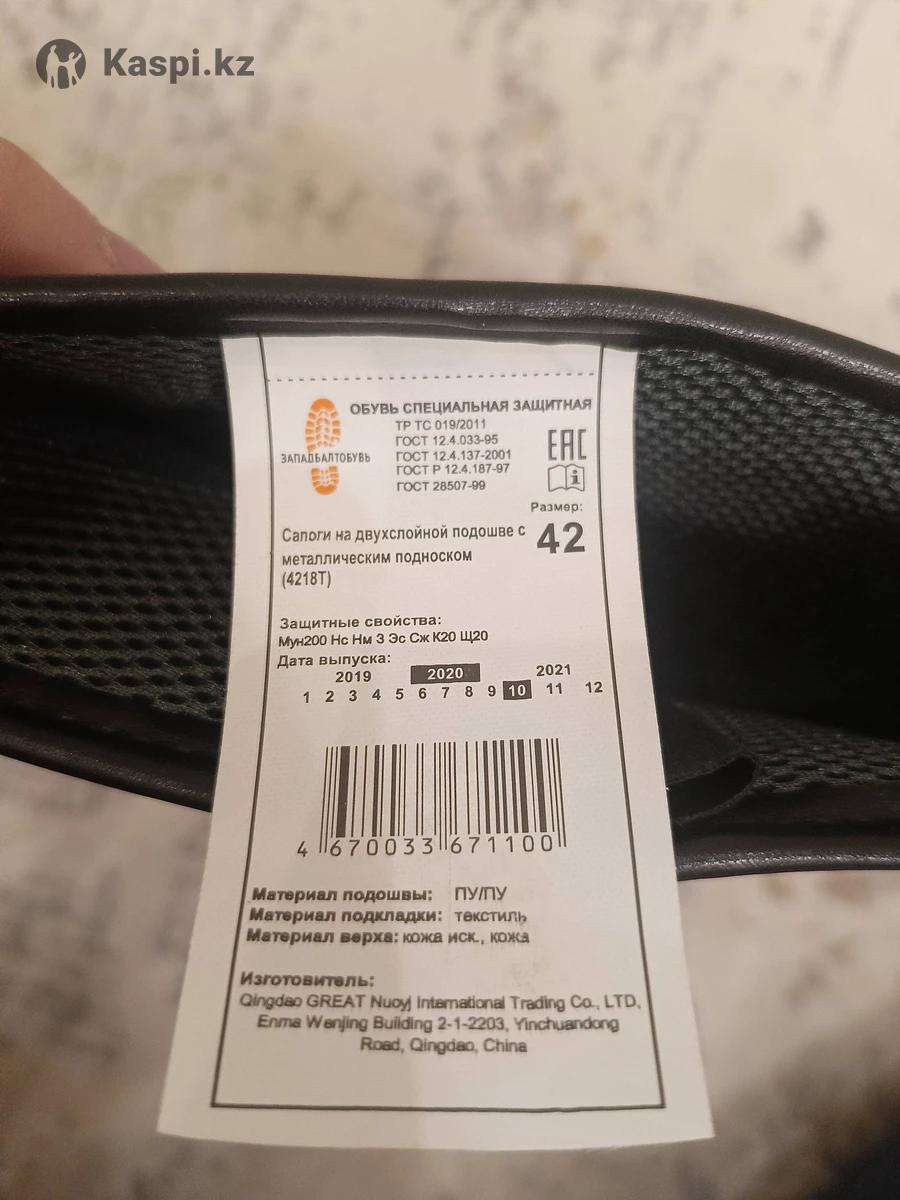 Kaspi.kz
ОБУВЬ СПЕЦИАЛЬНАЯ ЗАЩИТНАЯ
ТР ТС 019/2011
ГОСТ 12.4.033-95
ГОСТ 12.4.137-2001
ГОСТ Р 12.4.187-97
ГОСТ 28507-99
ЗАПАДБАЛТОБУВЬ
EAC
Размер:
42
Сапоги на двухслойной подошве с
металлическим подноском
(4218Т)
Защитные свойства:
Мун200 Нс Нм З Эс Сж К20 Щ20
Дата выпуска:
2019 2020 2021
1 2 3 4 5 6 7 8 9 10 11 12
4 670033 671100
Материал подошвы: ПУ/ПУ
Материал подкладки: текстиль
Материал верха: кожа иск., кожа
Изготовитель:
Qingdao GREAT Nuoyj International Trading Co., LTD,
Enma Wenjing Building 2-1-2203, Yinchuandong
Road, Qingdao, China